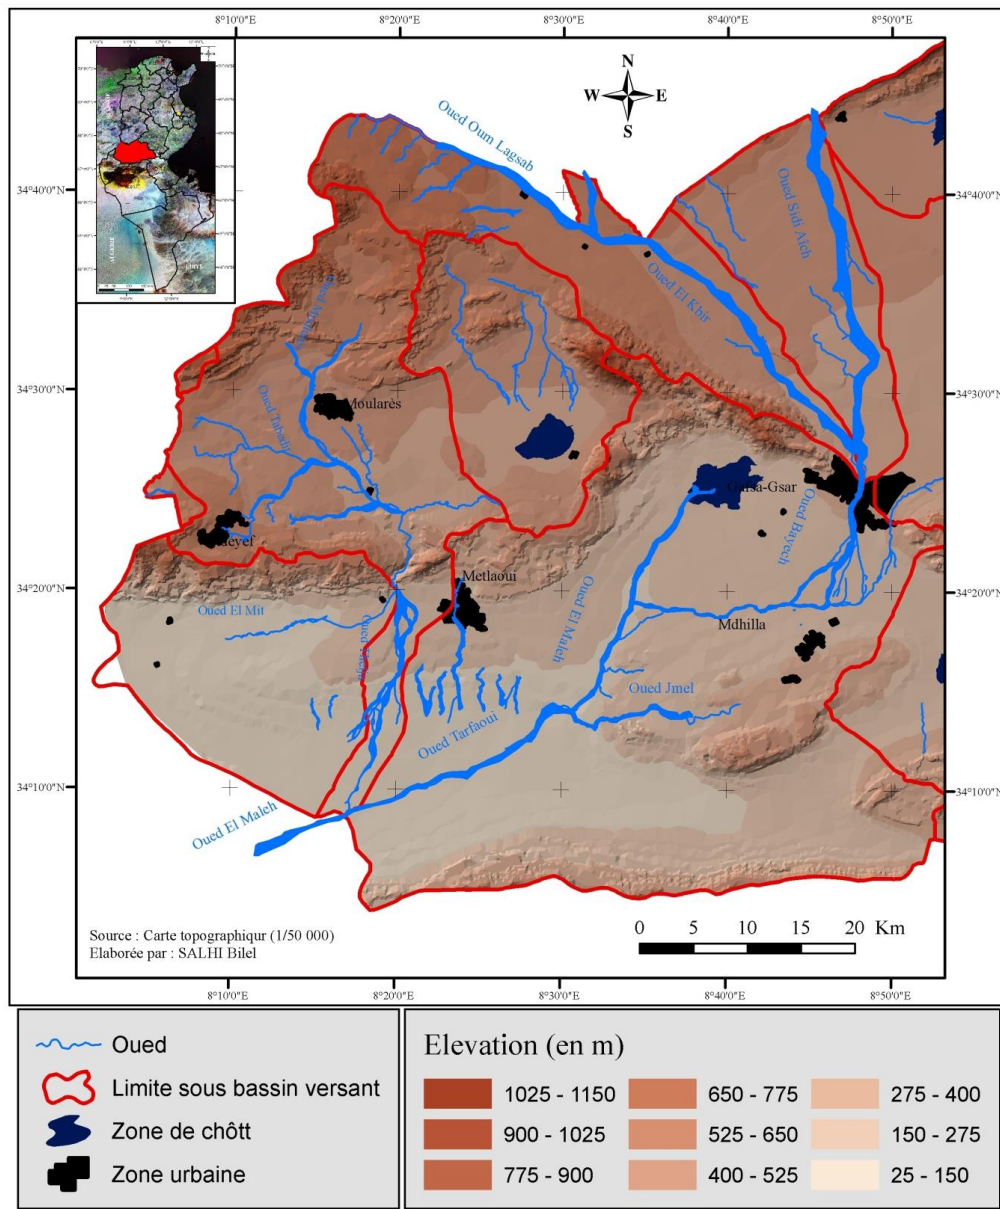 8°10'0"E
8°20'0"E
8°30'0"E
8°40'0"E
8°50'0"E
N
W
E
S
34°40'0"N
34°40'0"N
34°30'0"N
34°30'0"N
34°20'0"N
34°20'0"N
34°10'0"N
34°10'0"N
Oued Oum Lagsab
Oued Sidi Aïch
Oued El Kbir
Oued Tabadit
Moularès
Gafsa-Gsar
Oued Bayech
Metlaoui
Oued El Maleh
Oued El Mit
Mdhilla
Oued Jmel
Oued Tarfaoui
Oued El Maleh
Source : Carte topographiqur (1/50 000)
Elaborée par : SALHI Bilel
0 5 10 15 20 Km
8°10'0"E
8°20'0"E
8°30'0"E
8°40'0"E
8°50'0"E
Oued
Limite sous bassin versant
Zone de chôtt
Zone urbaine
Elevation (en m)
1025 - 1150
900 - 1025
775 - 900
650 - 775
525 - 650
400 - 525
275 - 400
150 - 275
25 - 150